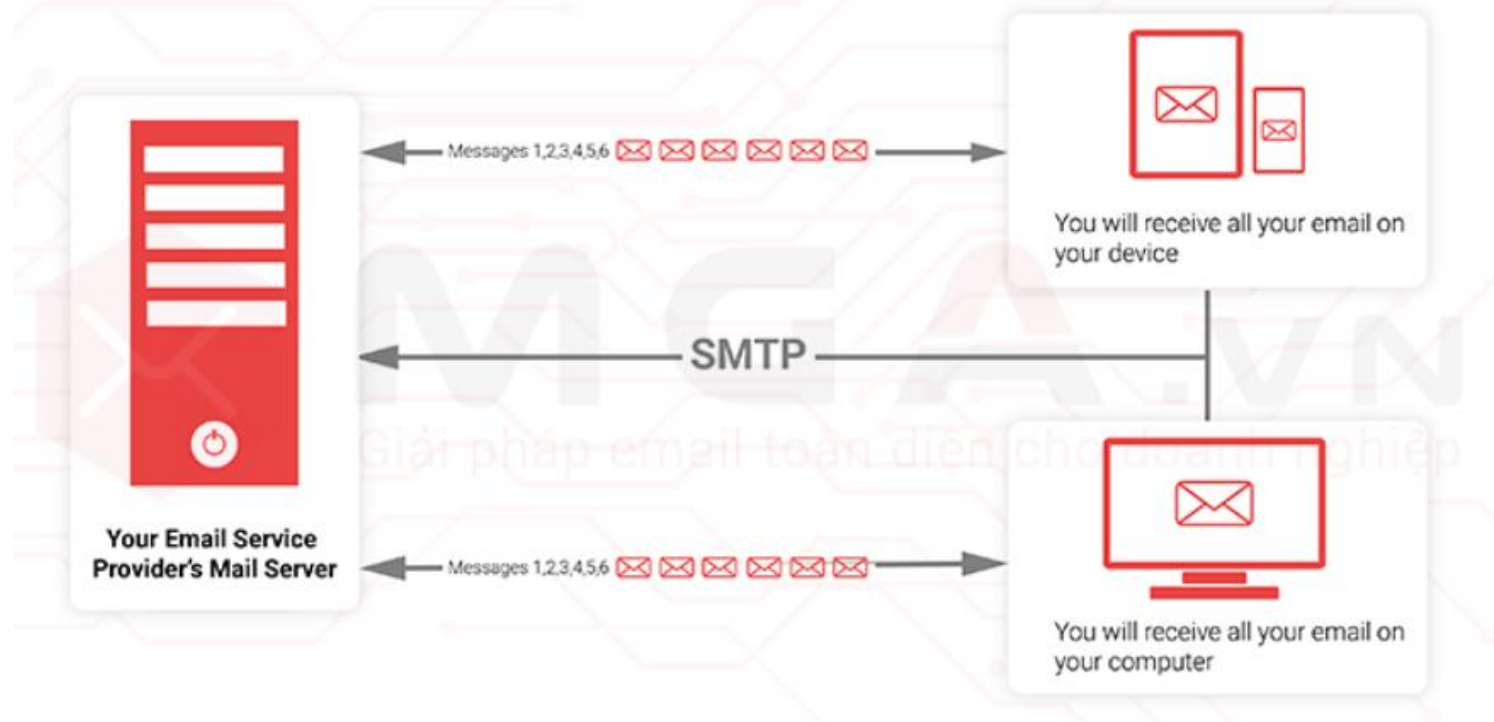 Messages 1,2,3,4,5,6
You will receive all your email on
your device
MGA.VN
SMTP
Giải pháp email toàn diện cho doanh nghiệp
Your Email Service
Provider's Mail Server
Messages 1,2,3,4,5,6
You will receive all your email on
your computer